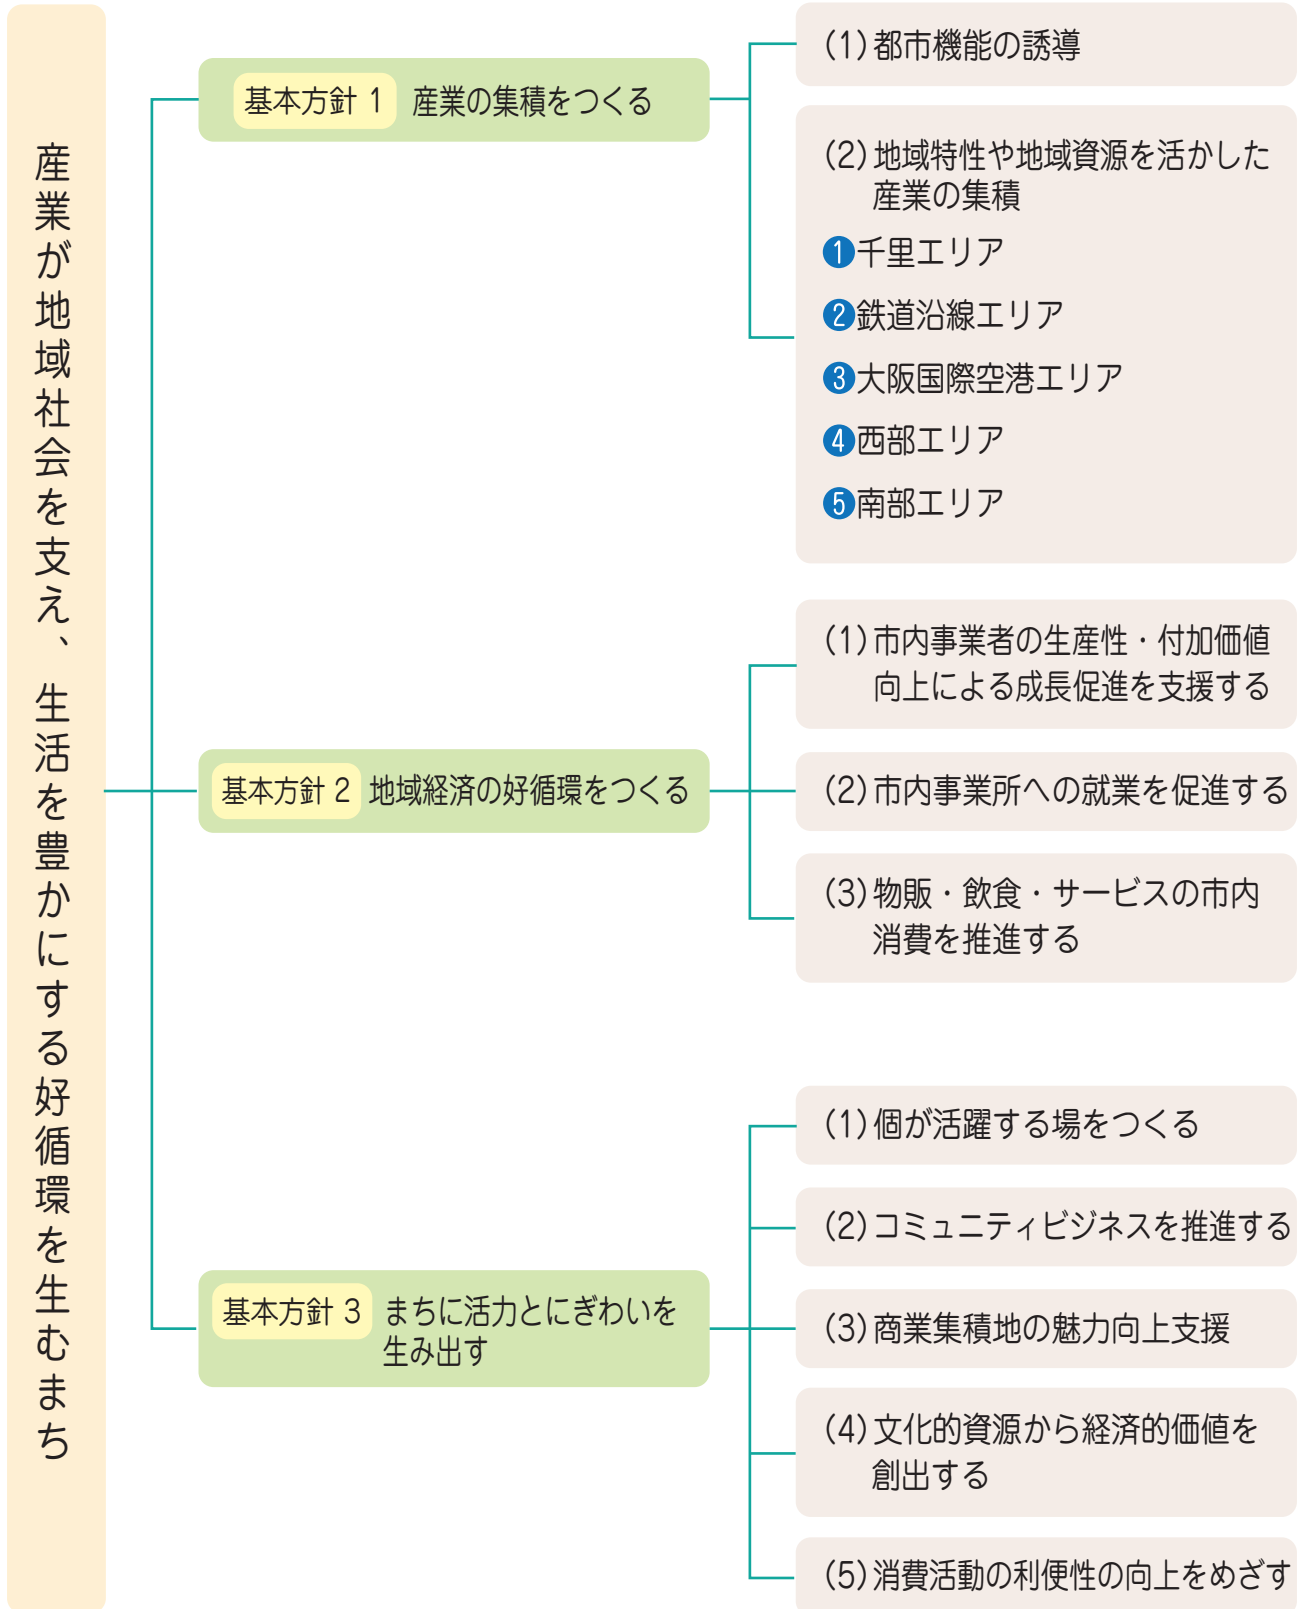 産業が地域社会を支え、生活を豊かにする好循環を生むまち
基本方針 1 産業の集積をつくる
(1)都市機能の誘導
(2)地域特性や地域資源を活かした
産業の集積
❶千里エリア
❷鉄道沿線エリア
❸大阪国際空港エリア
❹西部エリア
❺南部エリア
基本方針 2 地域経済の好循環をつくる
(1)市内事業者の生産性・付加価値
向上による成長促進を支援する
(2)市内事業所への就業を促進する
(3)物販・飲食・サービスの市内
消費を推進する
基本方針 3 まちに活力とにぎわいを
生み出す
(1)個が活躍する場をつくる
(2)コミュニティビジネスを推進する
(3)商業集積地の魅力向上支援
(4)文化的資源から経済的価値を
創出する
(5)消費活動の利便性の向上をめざす